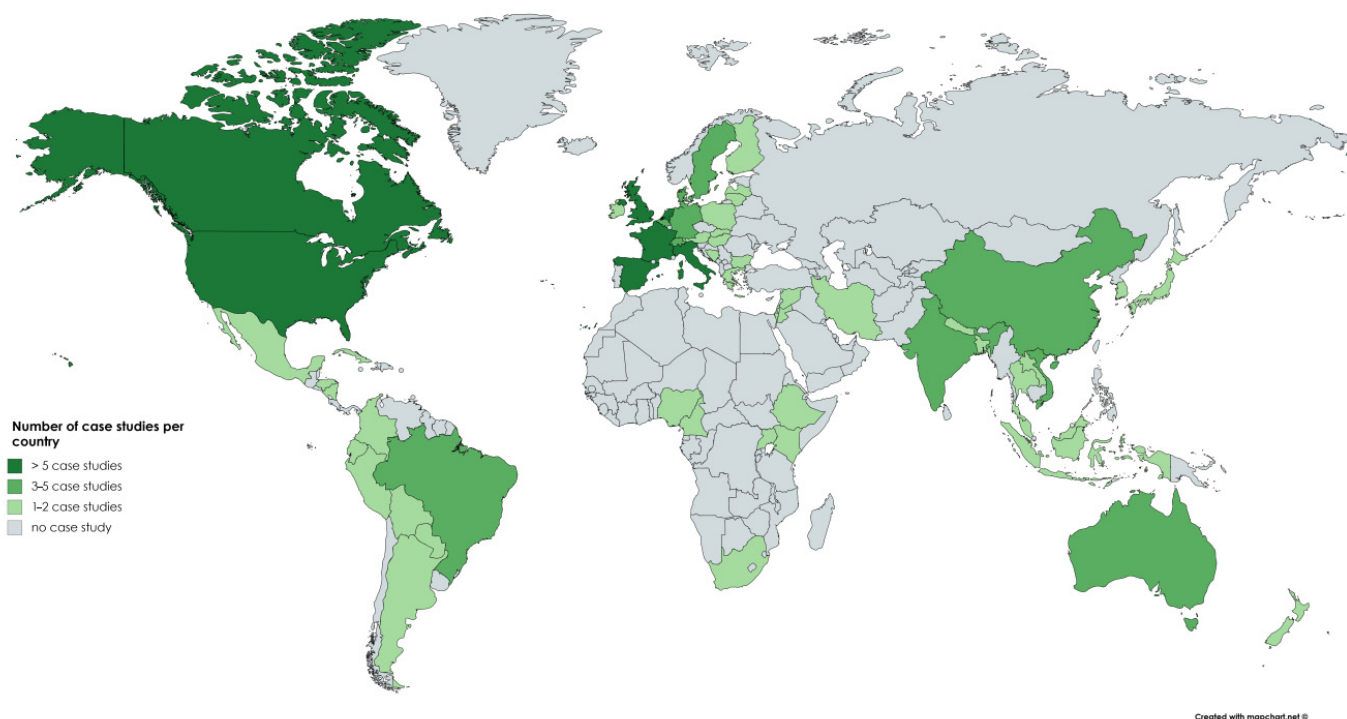 Number of case studies per
country
> 5 case studies
3–5 case studies
1–2 case studies
no case study
Created with mapchart.net ©